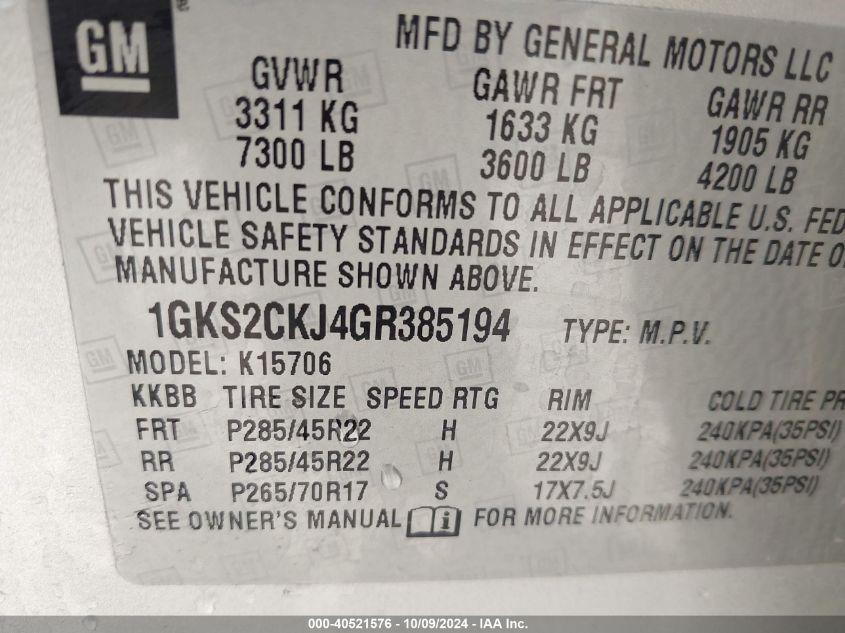 GM ®
MFD BY GENERAL MOTORS LLC
GVWR GAWR FRT GAWR RR
3311 KG 1633 KG 1905 KG
7300 LB 3600 LB 4200 LB
THIS VEHICLE CONFORMS TO ALL APPLICABLE U.S. FED
VEHICLE SAFETY STANDARDS IN EFFECT ON THE DATE O
MANUFACTURE SHOWN ABOVE.
1GKS2CKJ4GR385194 TYPE: M.P.V.
MODEL: K15706
KKBB TIRE SIZE SPEED RTG RIM COLD TIRE PR
FRT P285/45R22 H 22X9J 240KPA(35PSI)
RR P285/45R22 H 22X9J 240KPA(35PSI)
SPA P265/70R17 S 17X7.5J 240KPA(35PSI)
SEE OWNER'S MANUAL i FOR MORE INFORMATION.
000-40521576 - 10/09/2024 - IAA Inc.